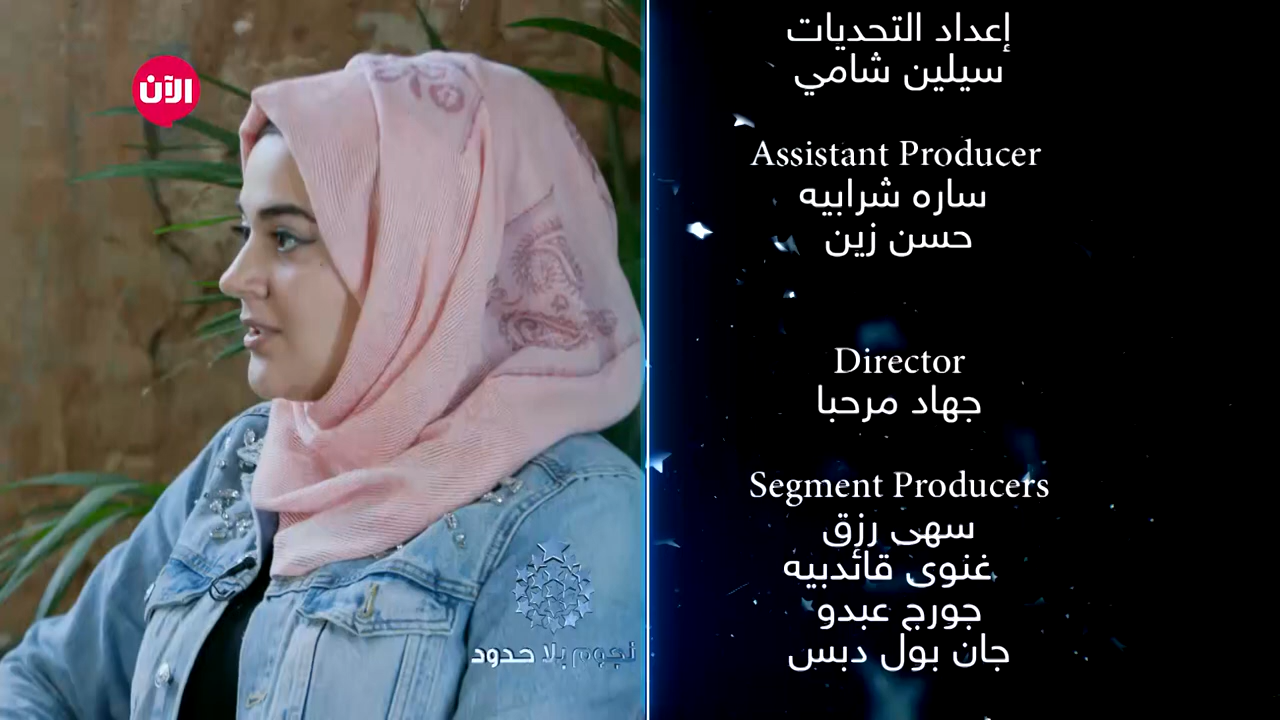 الآن
نجوم بلا حدود
إعداد التحديات
سيلين شامي
Assistant Producer
ساره شرابيه
حسن زين
Director
جهاد مرحبا
Segment Producers
سهى رزق
غنوى قائدبيه
جورج عبدو
جان بول دبس